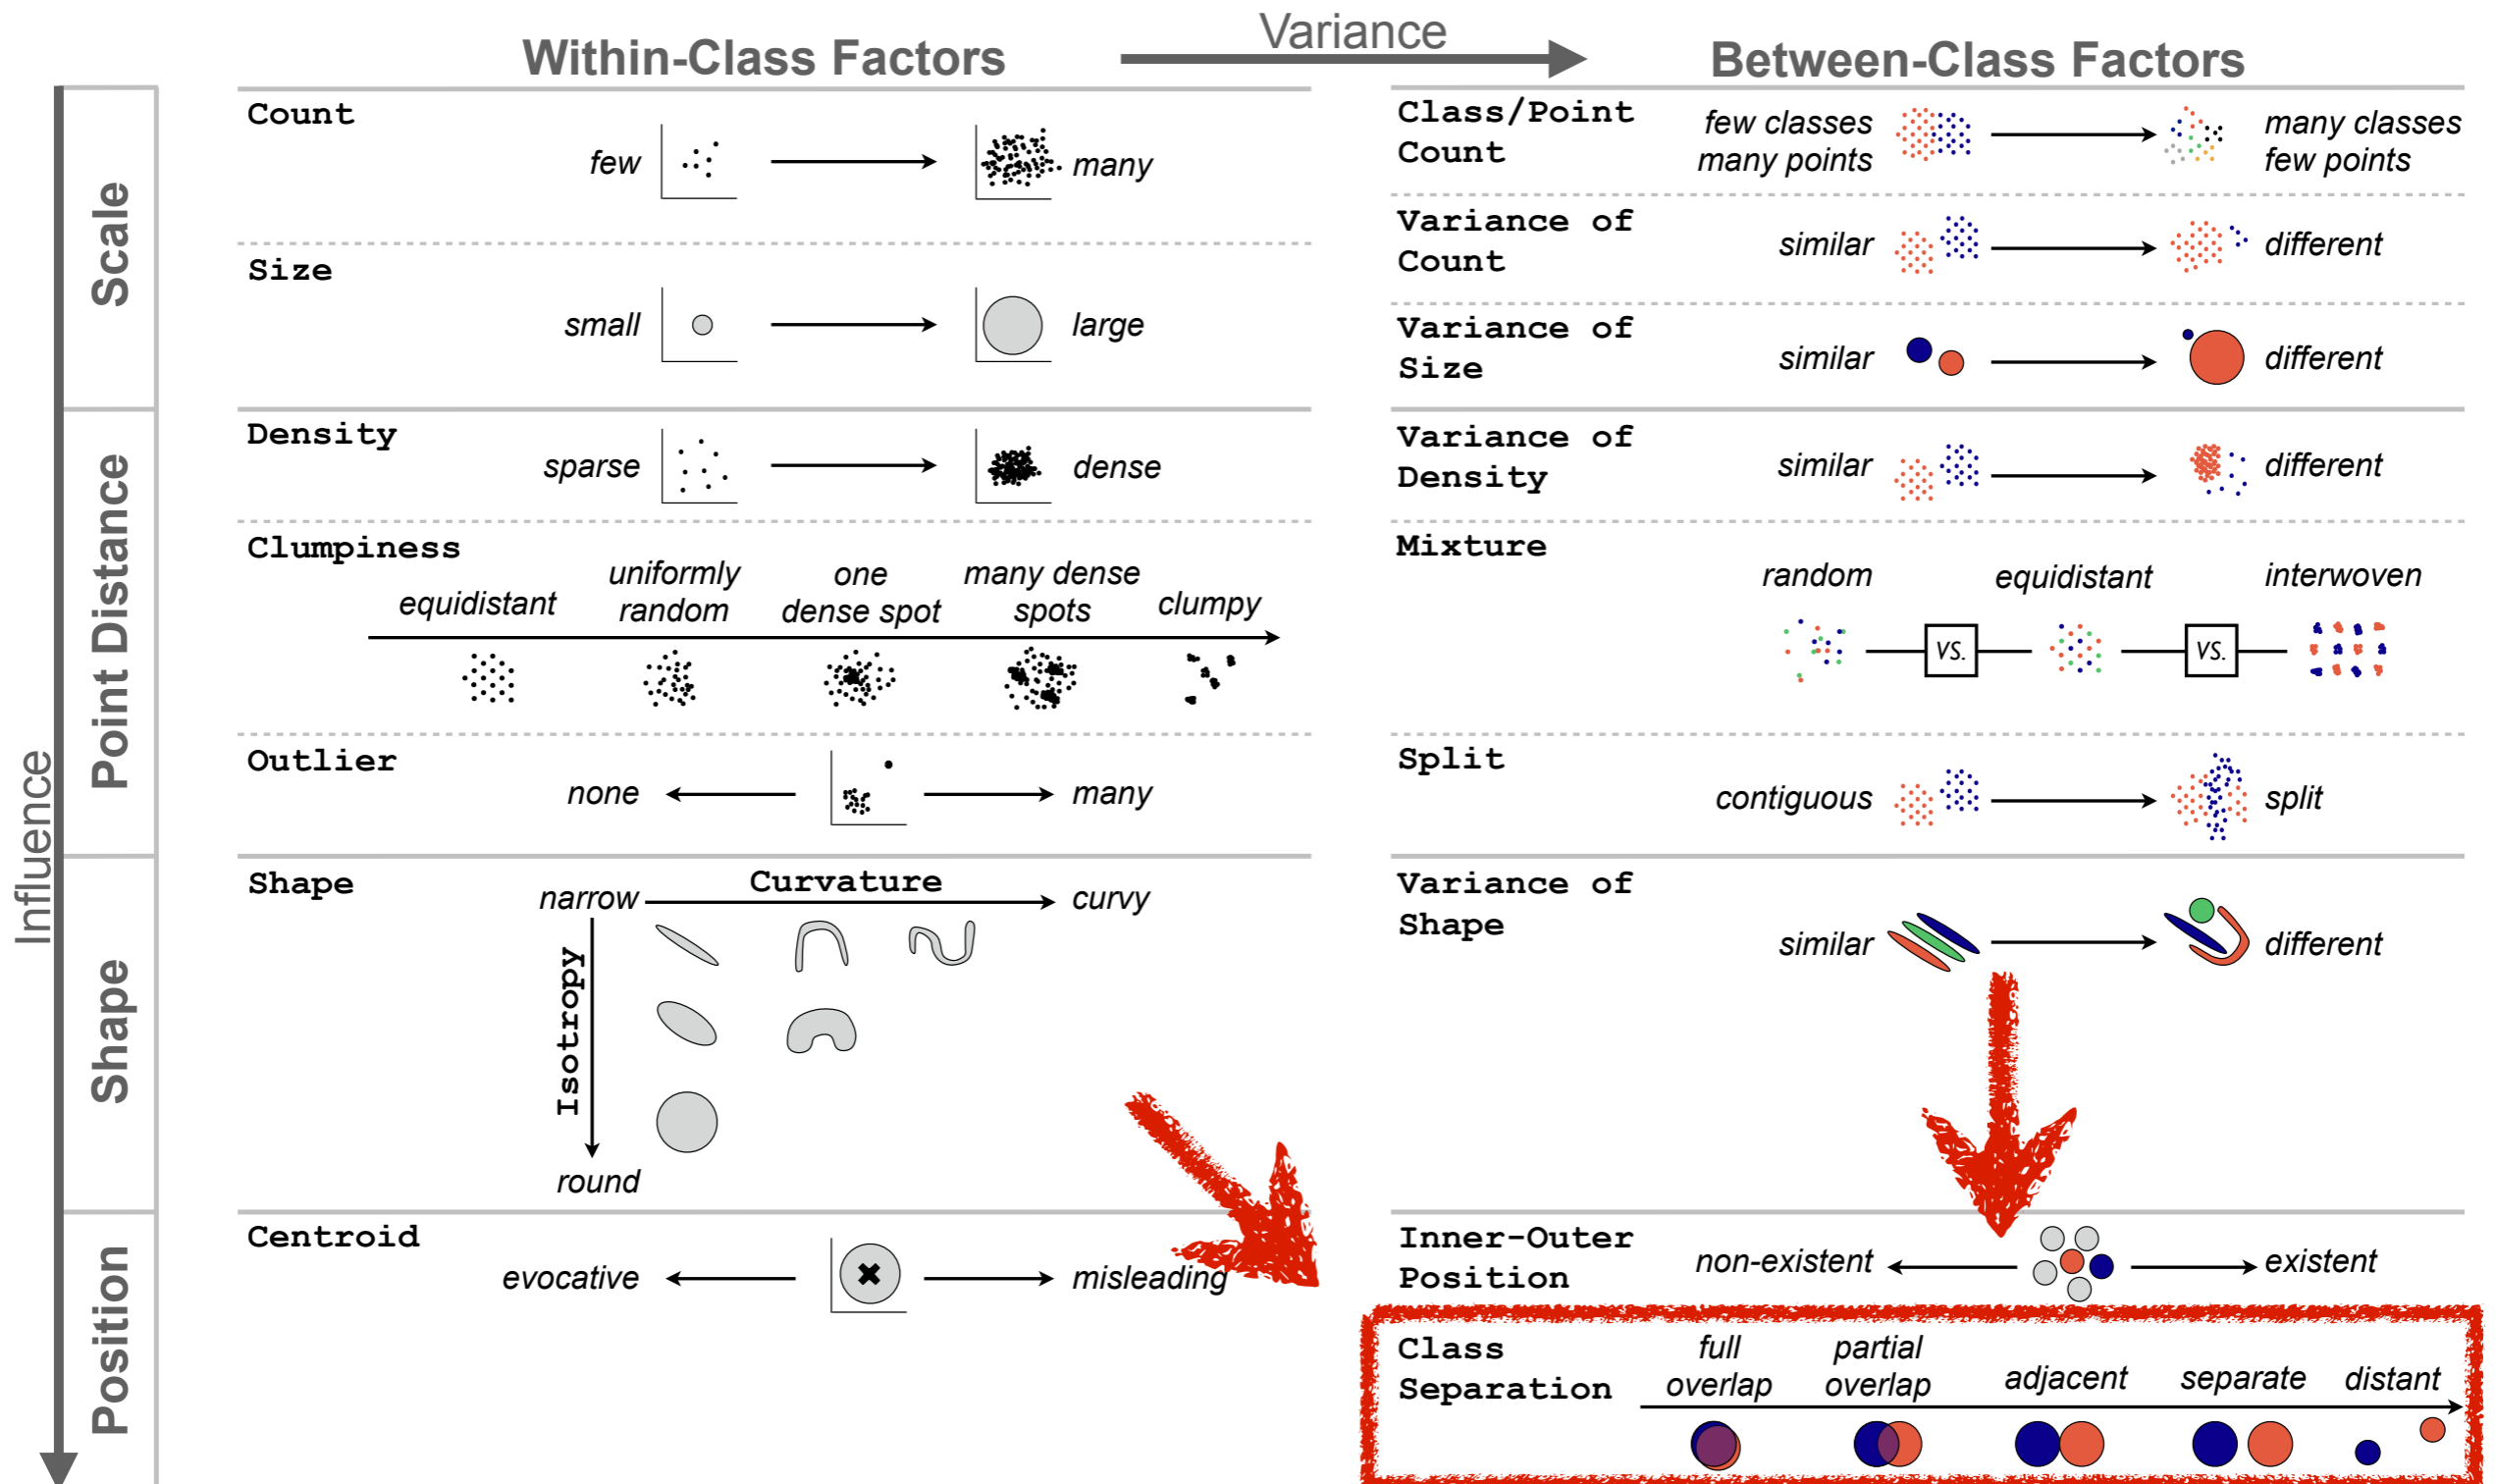 Variance
Within-Class Factors
Between-Class Factors
Influence
Scale
Count
few
many
Size
small
large
Class/Point
Count
few classes
many points
many classes
few points
Variance of
Count
similar
different
Variance of
Size
similar
different
Point Distance
Density
sparse
dense
Clumpiness
equidistant
uniformly
random
one
dense spot
many dense
spots
clumpy
Outlier
none
many
Variance of
Density
similar
different
Mixture
random
equidistant
interwoven
vs.
vs.
Split
contiguous
split
Shape
Shape
narrow
Curvature
curvy
Isotropy
round
Variance of
Shape
similar
different
Position
Centroid
evocative
misleading
Inner-Outer
Position
non-existent
existent
Class
Separation
full
overlap
partial
overlap
adjacent
separate
distant